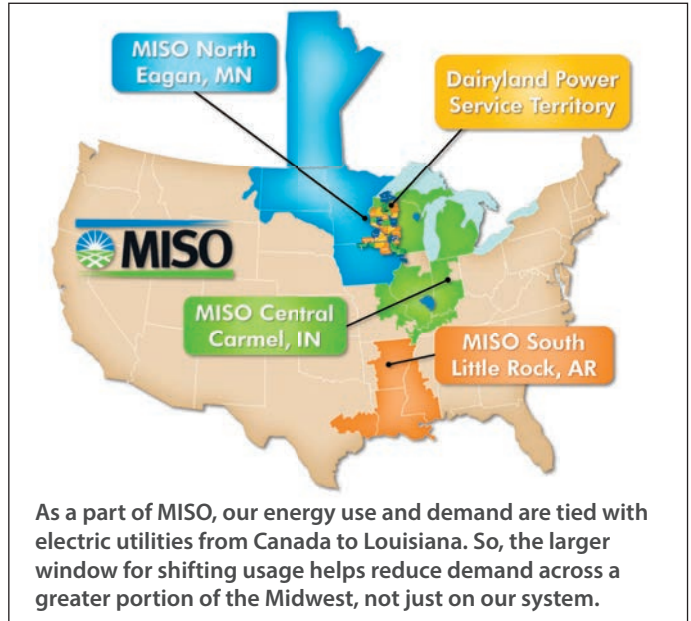 MISO North
Eagan, MN
Dairyland Power
Service Territory
MISO
MISO Central
Carmel, IN
MISO South
Little Rock, AR
As a part of MISO, our energy use and demand are tied with
electric utilities from Canada to Louisiana. So, the larger
window for shifting usage helps reduce demand across a
greater portion of the Midwest, not just on our system.